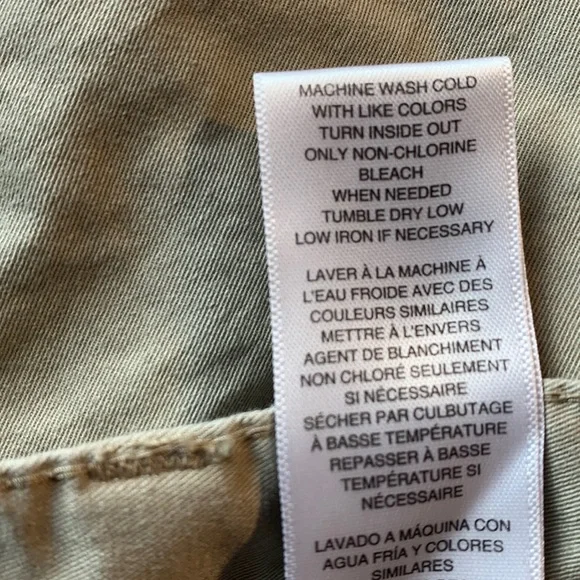 MACHINE WASH COLD
WITH LIKE COLORS
TURN INSIDE OUT
ONLY NON-CHLORINE
BLEACH
WHEN NEEDED
TUMBLE DRY LOW
LOW IRON IF NECESSARY
LAVER À LA MACHINE À
L'EAU FROIDE AVEC DES
COULEURS SIMILAIRES
METTRE À L'ENVERS
AGENT DE BLANCHIMENT
NON CHLORÉ SEULEMENT
SI NÉCESSAIRE
SÉCHER PAR CULBUTAGE
À BASSE TEMPÉRATURE
REPASSER À BASSE
TEMPÉRATURE SI
NÉCESSAIRE
LAVADO A MÁQUINA CON
AGUA FRÍA Y COLORES
SIMILARES